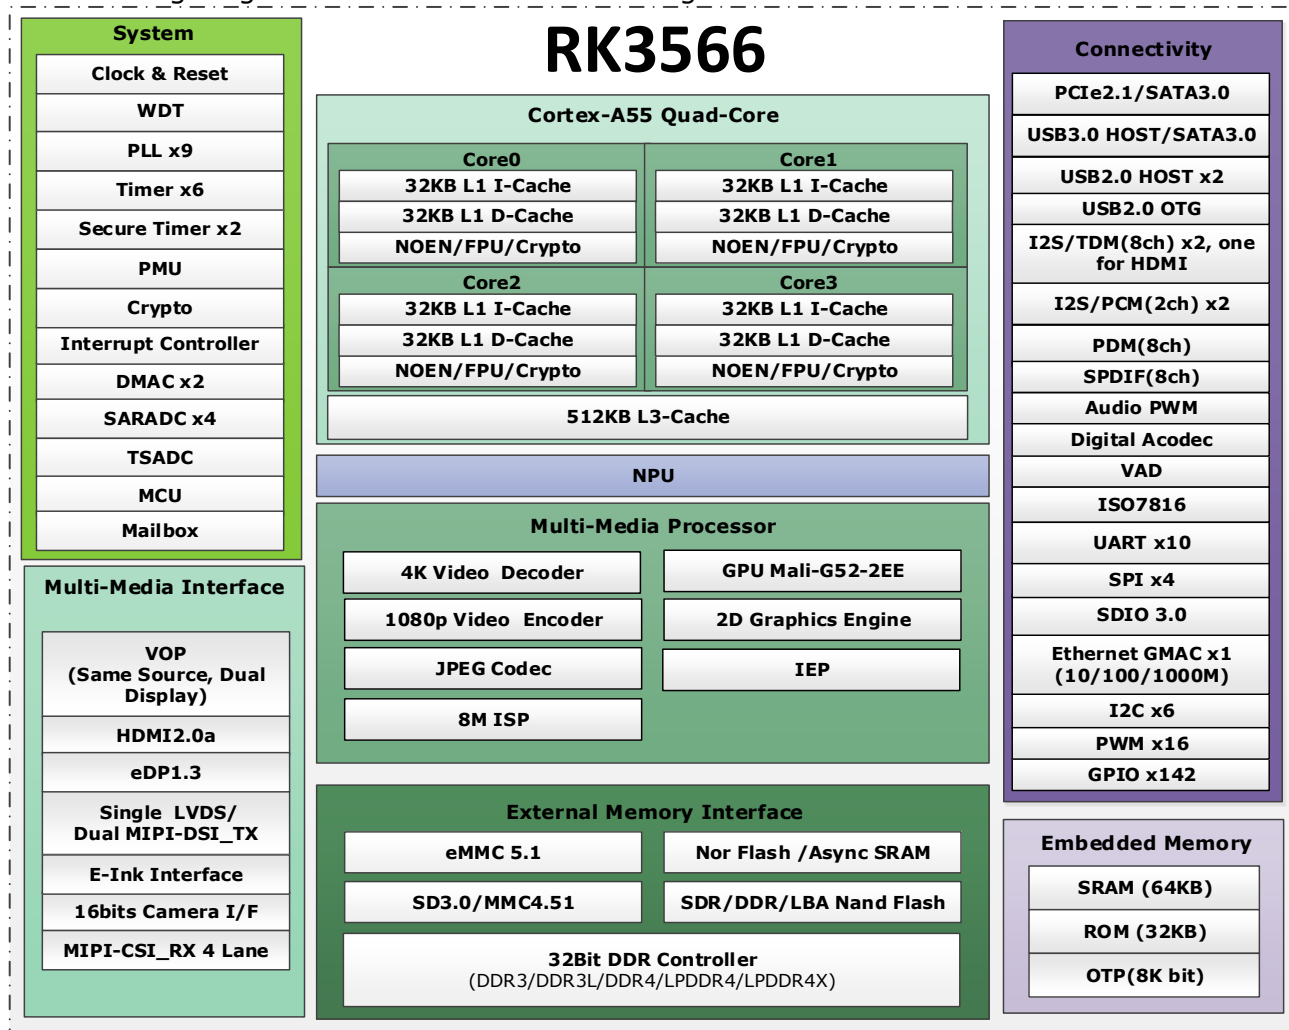 RK3566
System
Clock & Reset
WDT
PLL x9
Timer x6
Secure Timer x2
PMU
Crypto
Interrupt Controller
DMAC x2
SARADC x4
TSADC
MCU
Mailbox
Multi-Media Interface
VOP
(Same Source, Dual
Display)
HDMI2.0a
eDP1.3
Single LVDS/
Dual MIPI-DSI_TX
E-Ink Interface
16bits Camera I/F
MIPI-CSI_RX 4 Lane
Cortex-A55 Quad-Core
Core0
32KB L1 I-Cache
32KB L1 D-Cache
NOEN/FPU/Crypto
Core1
32KB L1 I-Cache
32KB L1 D-Cache
NOEN/FPU/Crypto
Core2
32KB L1 I-Cache
32KB L1 D-Cache
NOEN/FPU/Crypto
Core3
32KB L1 I-Cache
32KB L1 D-Cache
NOEN/FPU/Crypto
512KB L3-Cache
NPU
Multi-Media Processor
4K Video Decoder
1080p Video Encoder
JPEG Codec
8M ISP
GPU Mali-G52-2EE
2D Graphics Engine
IEP
External Memory Interface
eMMC 5.1
Nor Flash /Async SRAM
SD3.0/MMC4.51
SDR/DDR/LBA Nand Flash
32Bit DDR Controller
(DDR3/DDR3L/DDR4/LPDDR4/LPDDR4X)
Connectivity
PCIe2.1/SATA3.0
USB3.0 HOST/SATA3.0
USB2.0 HOST x2
USB2.0 OTG
I2S/TDM(8ch) x2, one
for HDMI
I2S/PCM(2ch) x2
PDM(8ch)
SPDIF(8ch)
Audio PWM
Digital Acodec
VAD
ISO7816
UART x10
SPI x4
SDIO 3.0
Ethernet GMAC x1
(10/100/1000M)
I2C x6
PWM x16
GPIO x142
Embedded Memory
SRAM (64KB)
ROM (32KB)
OTP(8K bit)